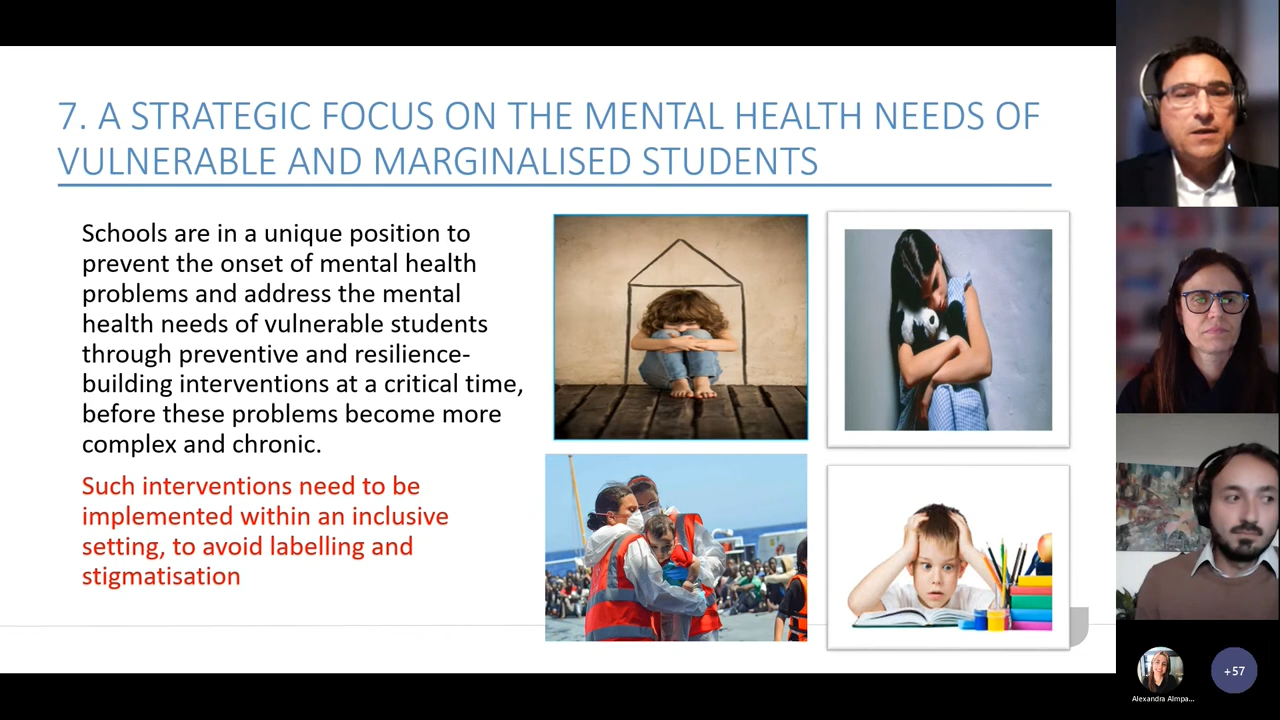 7. A STRATEGIC FOCUS ON THE MENTAL HEALTH NEEDS OF
VULNERABLE AND MARGINALISED STUDENTS
Schools are in a unique position to
prevent the onset of mental health
problems and address the mental
health needs of vulnerable students
through preventive and resilience-
building interventions at a critical time,
before these problems become more
complex and chronic.
Such interventions need to be
implemented within an inclusive
setting, to avoid labelling and
stigmatisation
Alexandra Almpa...
+57